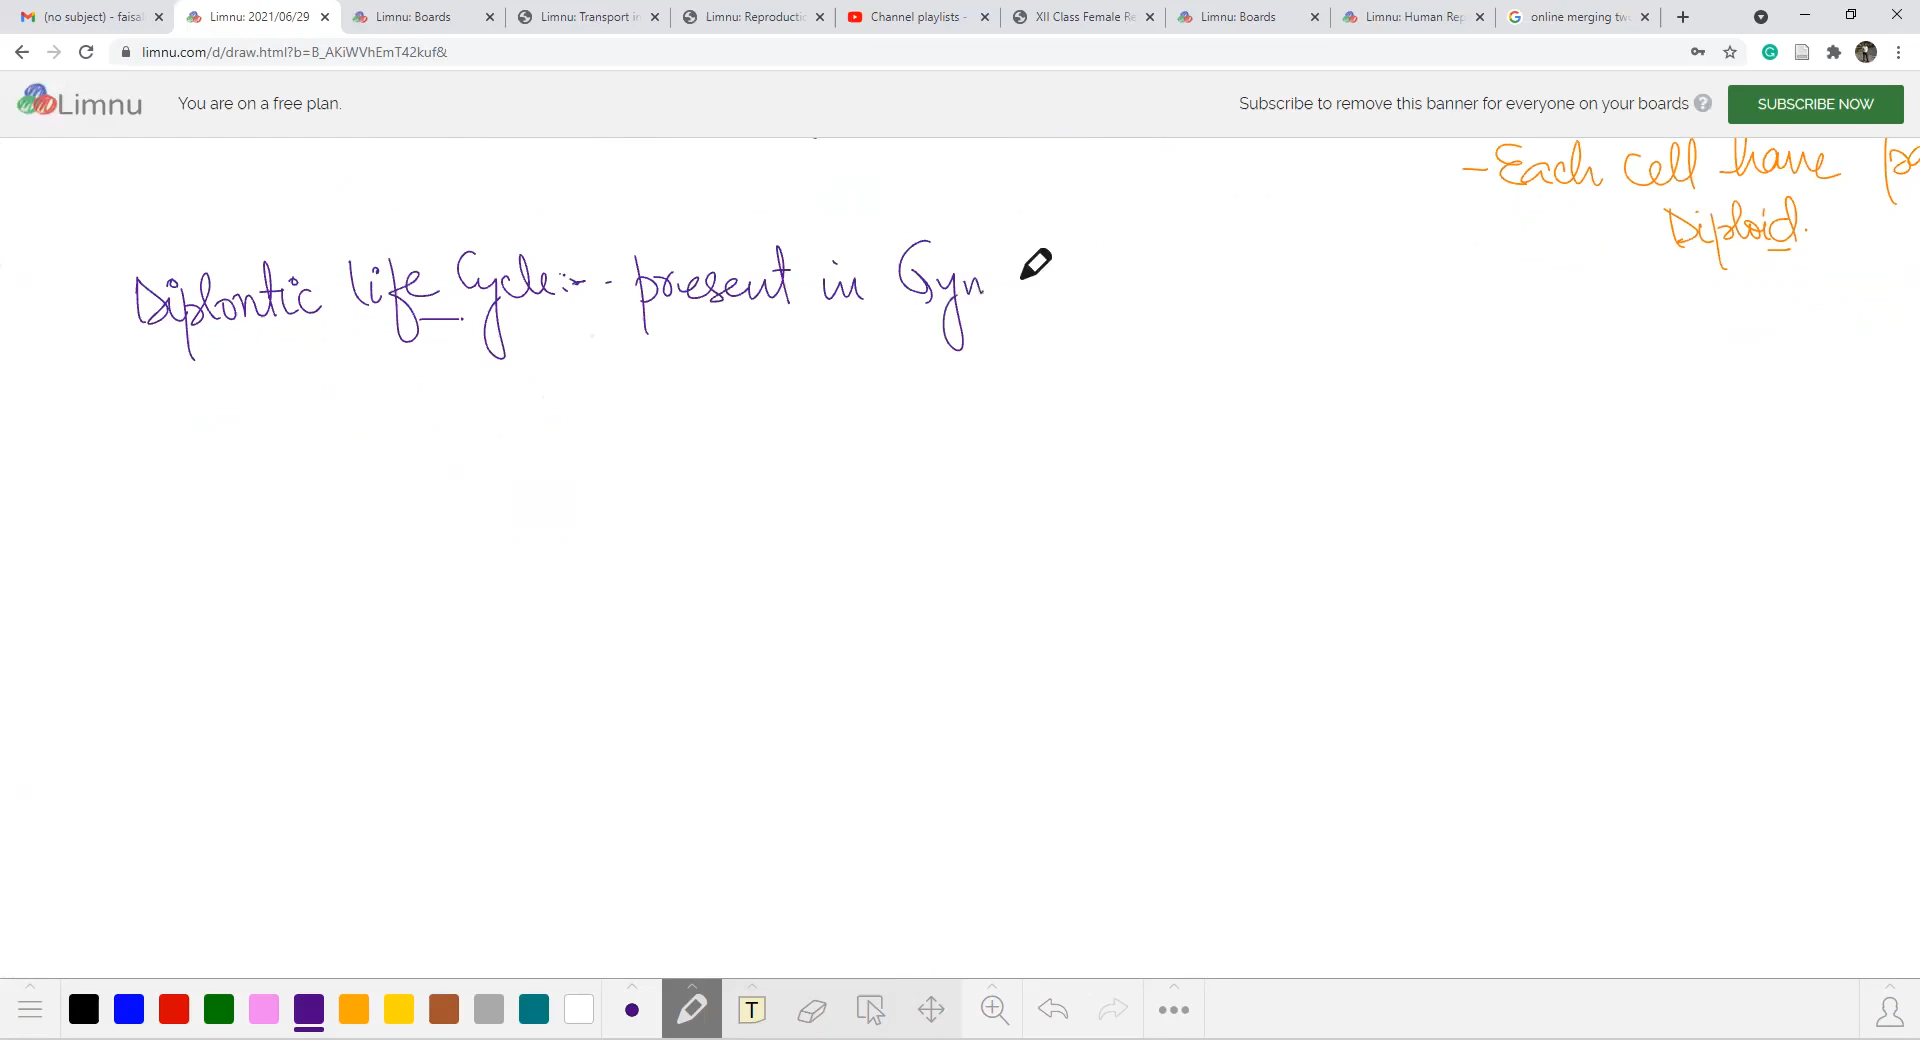 (no subject) - faisal
Limnu: 2021/06/29
Limnu: Boards
Limnu: Transport in
Limnu: Reproductic
Channel playlists -
XII Class Female Re
Limnu: Boards
Limnu: Human Rep
online merging two
limnu.com/d/draw.html?b=B_AKiWVhEmT42kuf&
Limnu
You are on a free plan.
Subscribe to remove this banner for everyone on your boards ?
SUBSCRIBE NOW
- Each cell have
Diploid.
Diplontic life Cycle:- - present in Gyn
T